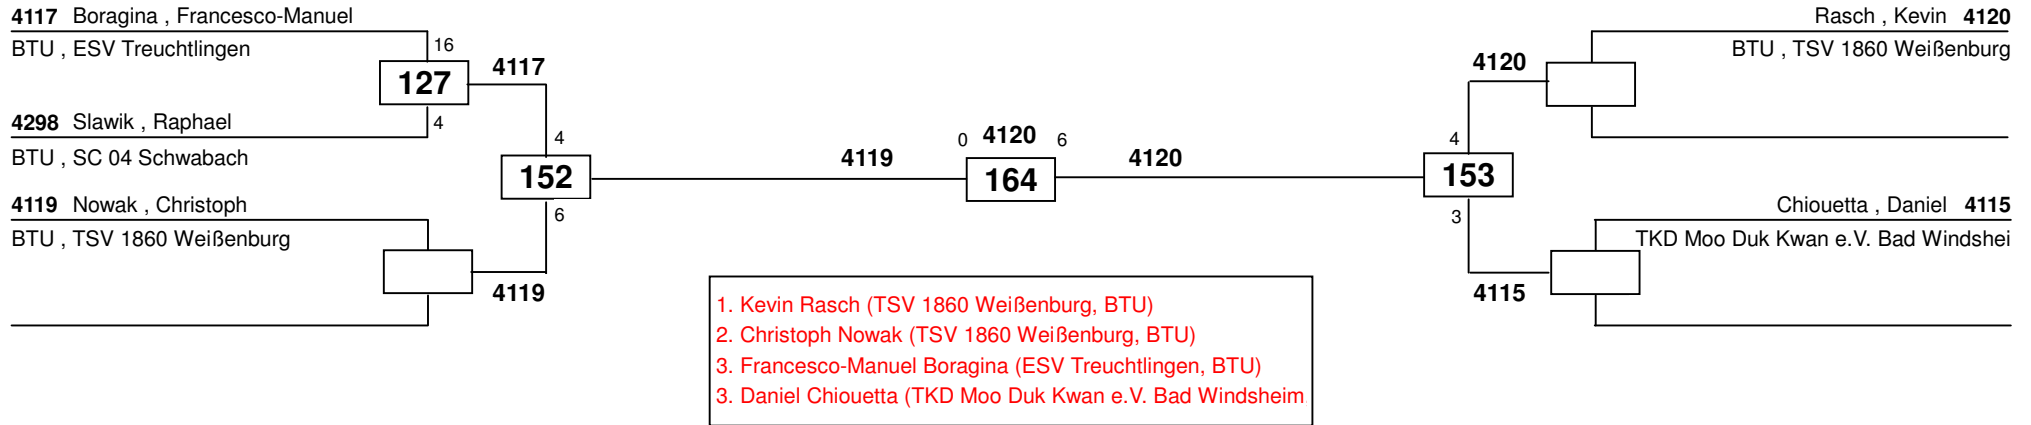 4117 Boragina , Francesco-Manuel
BTU , ESV Treuchtlingen
16
127
4117
4298 Slawik , Raphael
4
BTU , SC 04 Schwabach
4
152
4119
6
4119 Nowak , Christoph
BTU , TSV 1860 Weißenburg
4119
0 4120 6
164
4120
Rasch , Kevin 4120
BTU , TSV 1860 Weißenburg
4120
4
153
3
Chiouetta , Daniel 4115
TKD Moo Duk Kwan e.V. Bad Windshei
4115
1. Kevin Rasch (TSV 1860 Weißenburg, BTU)
2. Christoph Nowak (TSV 1860 Weißenburg, BTU)
3. Francesco-Manuel Boragina (ESV Treuchtlingen, BTU)
3. Daniel Chiouetta (TKD Moo Duk Kwan e.V. Bad Windsheim